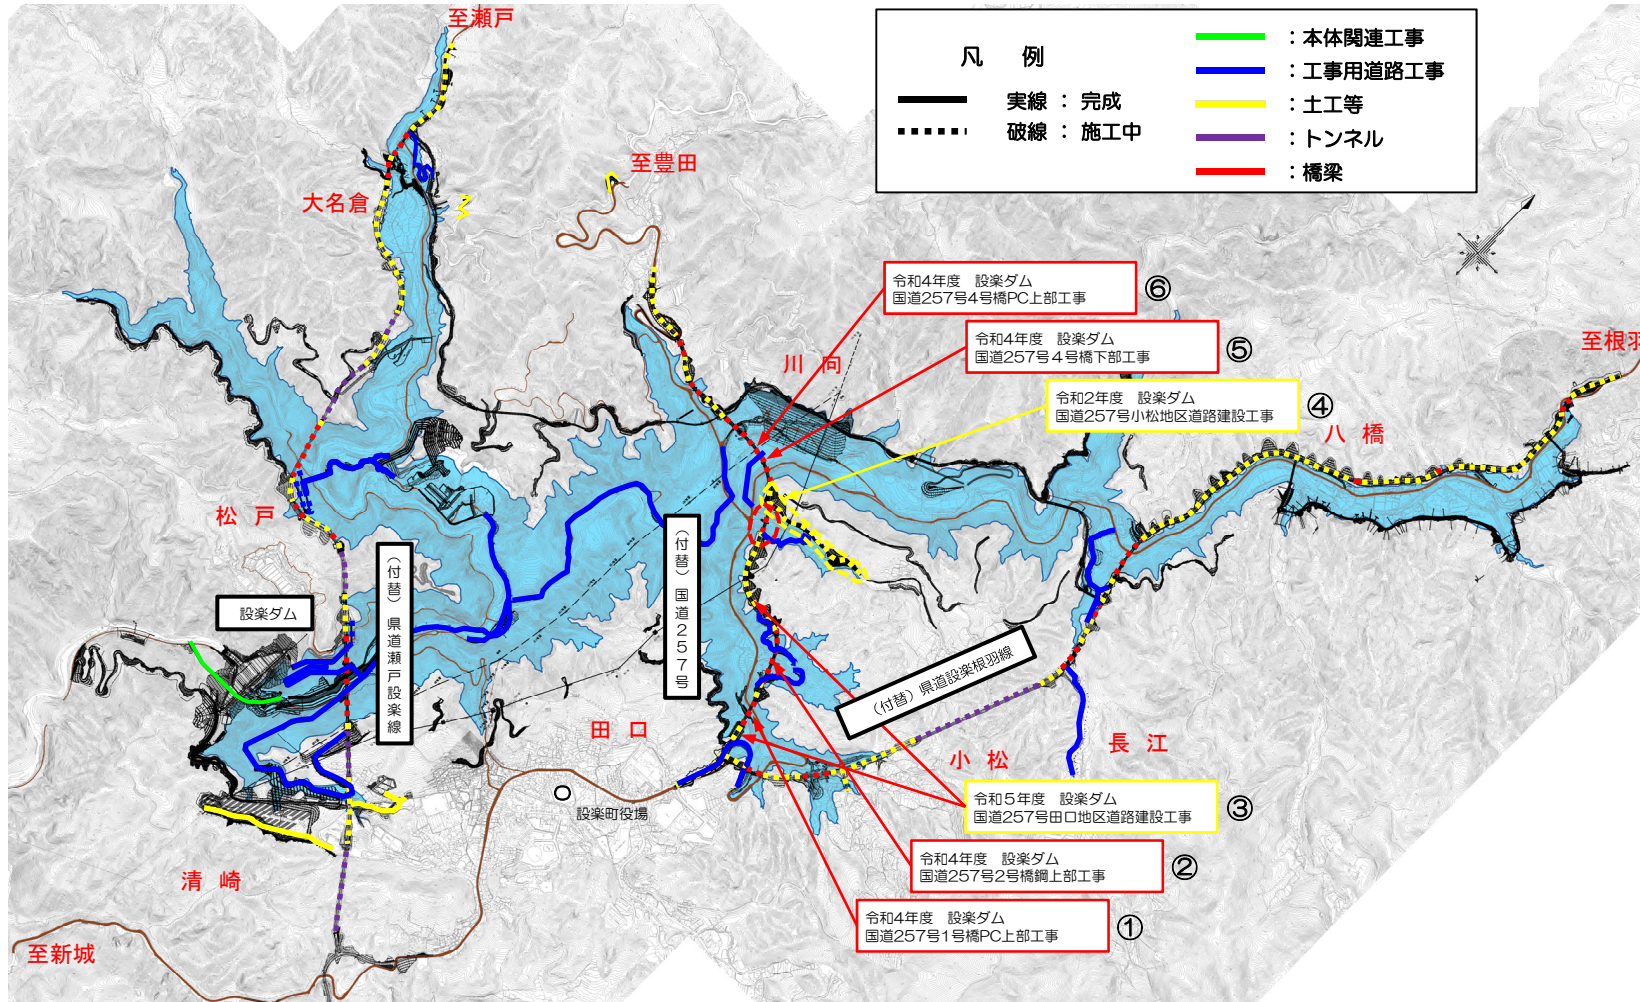 至瀬戸
凡 例
実線 ： 完成
破線 ： 施工中
：本体関連工事
：工事用道路工事
：土工等
：トンネル
：橋梁
至豊田
大名倉
令和4年度 設楽ダム
国道257号4号橋PC上部工事
⑥
令和4年度 設楽ダム
国道257号４号橋下部工事
⑤
令和2年度 設楽ダム
国道257号小松地区道路建設工事
④
川 向
至根羽
八 橋
松 戸
設楽ダム
（付替）県道瀬戸設楽線
（付替）国道２５７号
（付替）県道設楽根羽線
田 口
小 松
長 江
設楽町役場
令和５年度 設楽ダム
国道257号田口地区道路建設工事
③
令和4年度 設楽ダム
国道257号2号橋鋼上部工事
②
令和4年度 設楽ダム
国道257号1号橋PC上部工事
①
清 崎
至新城